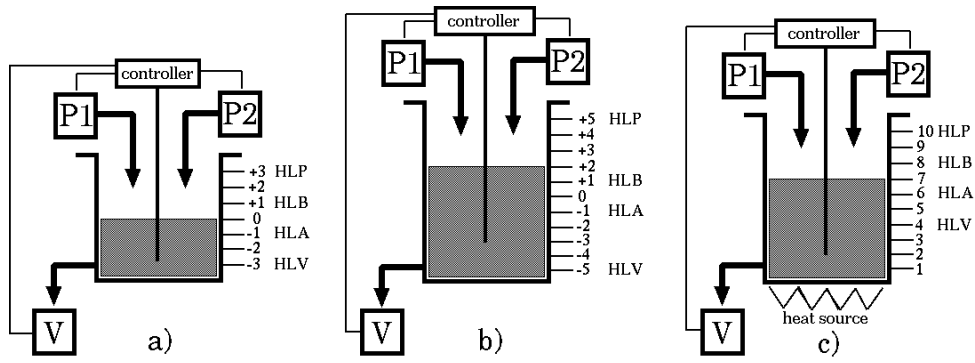 controller
P1
P2
+3 HLP
+2
+1 HLB
0
-1 HLA
-2
-3 HLV
V
a)
controller
P1
P2
+5 HLP
+4
+3
+2
+1 HLB
0
-1 HLA
-2
-3
-4
-5 HLV
V
b)
controller
P1
P2
10 HLP
9
8 HLB
7
6 HLA
5
4 HLV
3
2
1
heat source
V
c)